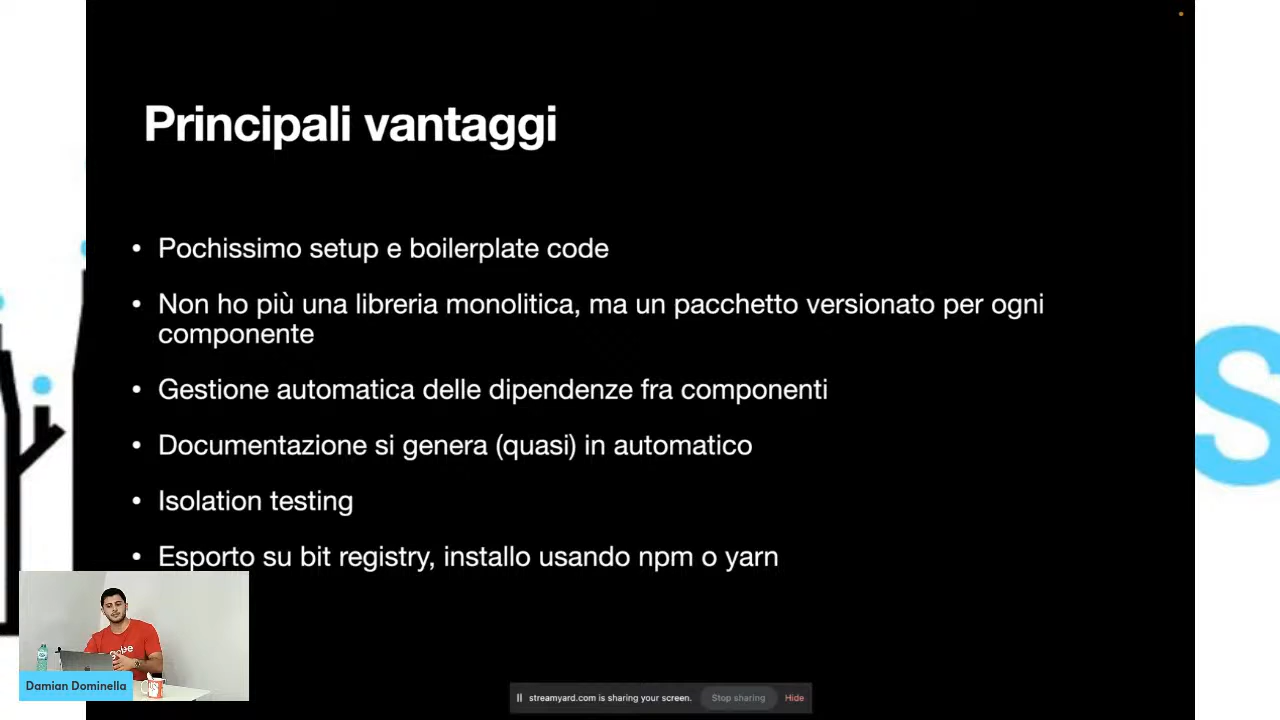 Principali vantaggi
• Pochissimo setup e boilerplate code
• Non ho più una libreria monolitica, ma un pacchetto versionato per ogni
componente
• Gestione automatica delle dipendenze fra componenti
• Documentazione si genera (quasi) in automatico
• Isolation testing
• Esporto su bit registry, installo usando npm o yarn
S
Damian Dominella
streamyard.com is sharing your screen. Stop sharing Hide